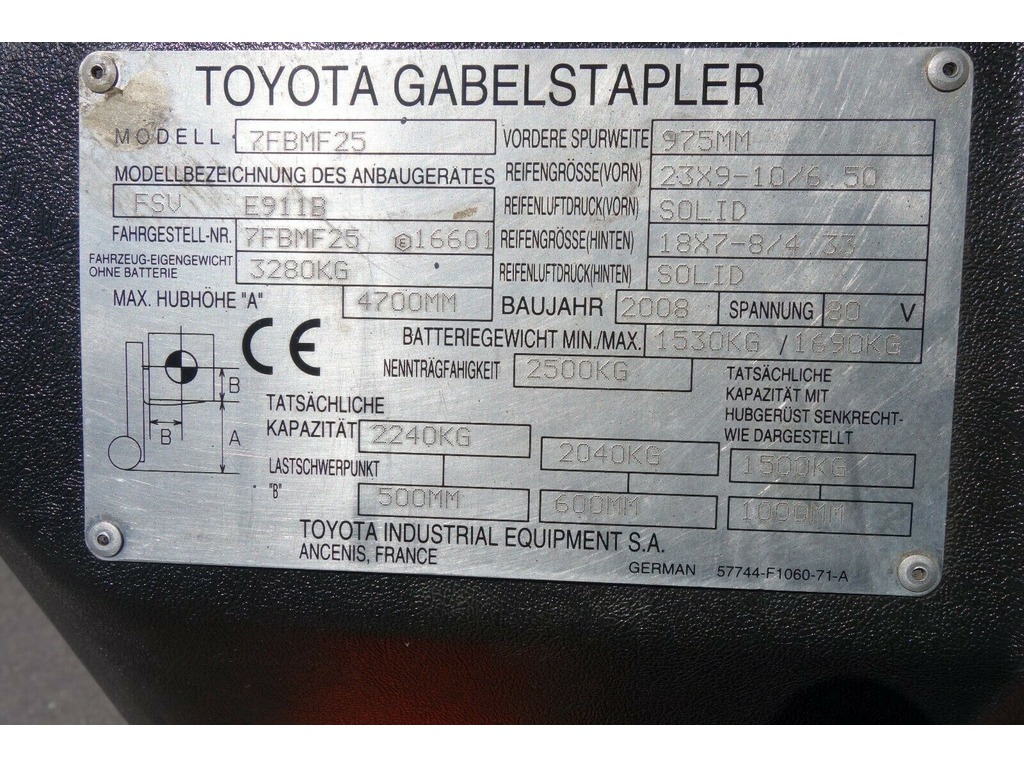 TOYOTA GABELSTAPLER
MODELL 7FBMF25
MODELLBEZEICHNUNG DES ANBAUGERÄTES
FSV E911B
FAHRGESTELL-NR. 7FBMF25 E16601
FAHRZEUG-EIGENGEWICHT
OHNE BATTERIE 3280KG
MAX. HUBHÖHE "A" 4700MM
VORDERE SPURWEITE 975MM
REIFENGRÖSSE(VORN) 23X9-10/6.50
REIFENLUFTDRUCK(VORN) SOLID
REIFENGRÖSSE(HINTEN) 18X7-8/4.33
REIFENLUFTDRUCK(HINTEN) SOLID
BAUJAHR 2008 SPANNUNG 80 V
BATTERIEGEWICHT MIN./MAX. 1530KG /1690KG
NENNTRÄGFAHIGKEIT 2500KG
CE
B
B
A
TATSÄCHLICHE
KAPAZITÄT 2240KG 2040KG 1500KG
TATSÄCHLICHE
KAPAZITÄT MIT
HUBGERÜST SENKRECHT-
WIE DARGESTELLT
LASTSCHWERPUNKT
"B" 500MM 600MM 1000MM
TOYOTA INDUSTRIAL EQUIPMENT S.A.
ANCENIS, FRANCE
GERMAN 57744-F1060-71-A